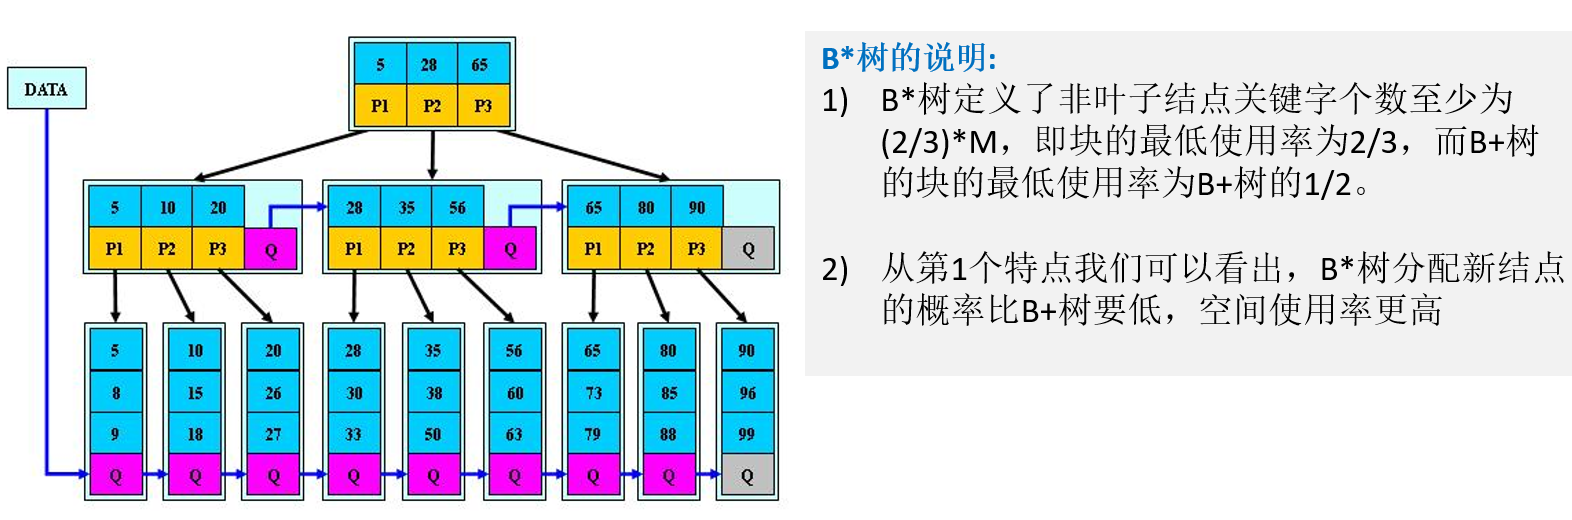 DATA
5 28 65
P1 P2 P3
5 10 20
P1 P2 P3 Q
28 35 56
P1 P2 P3 Q
65 80 90
P1 P2 P3 Q
5 10 20 28 35 56 65 80 90
8 15 26 30 38 60 73 85 96
9 18 27 33 50 63 79 88 99
Q Q Q Q Q Q Q Q Q
B*树的说明:
1) B*树定义了非叶子结点关键字个数至少为
(2/3)*M，即块的最低使用率为2/3，而B+树
的块的最低使用率为B+树的1/2。
2) 从第1个特点我们可以看出，B*树分配新结点
的概率比B+树要低，空间使用率更高